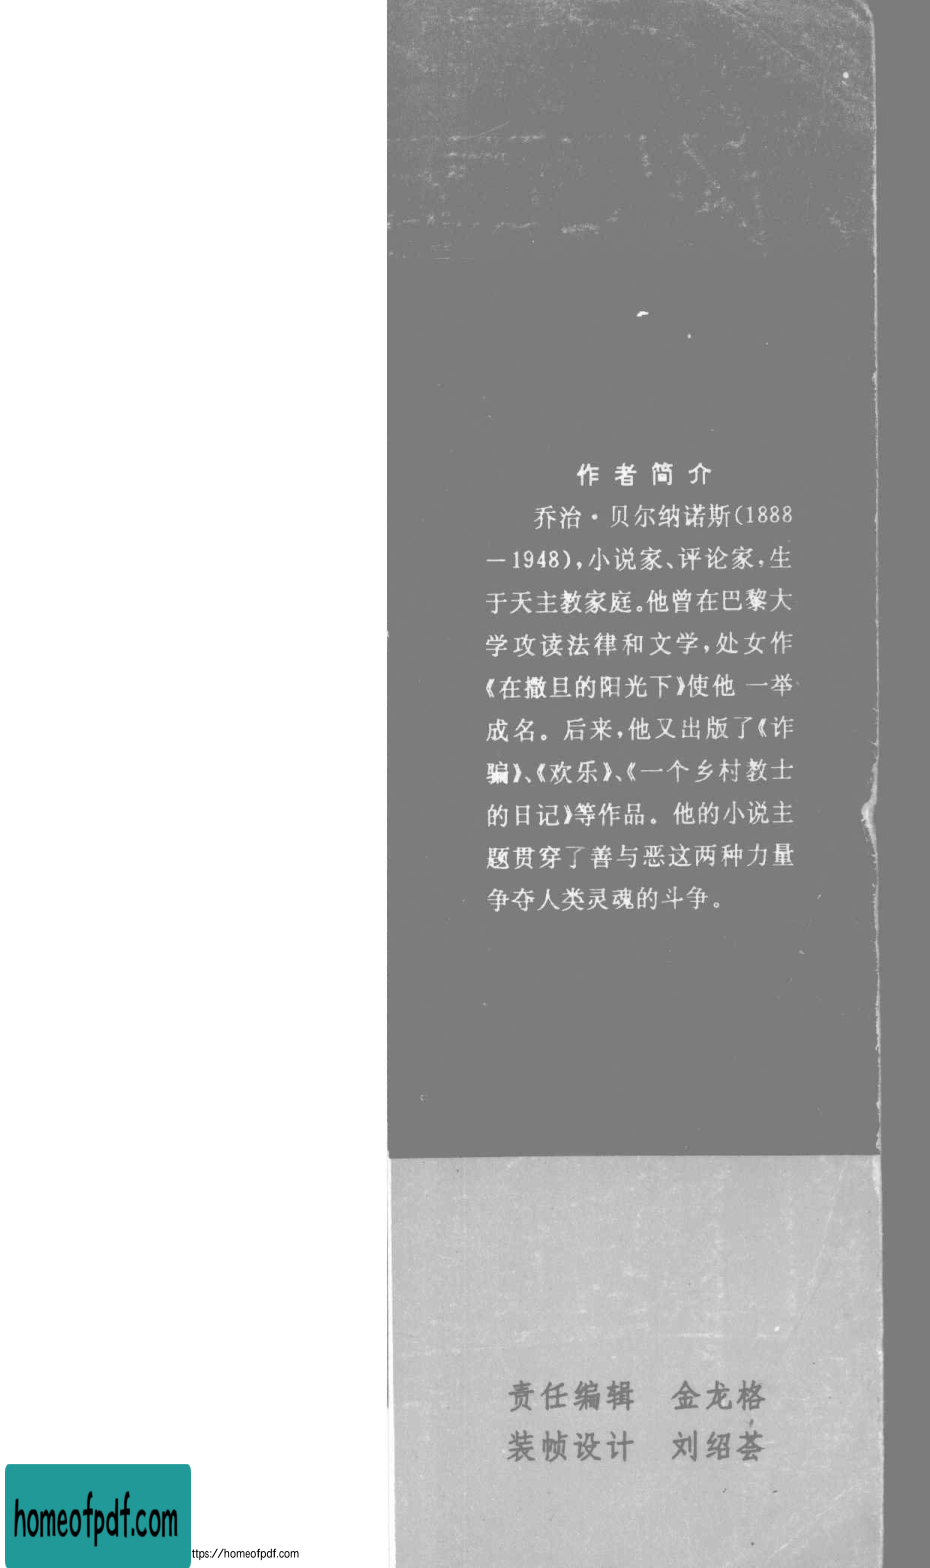 作者简介
乔治·贝尔纳诺斯(1888
—1948),小说家、评论家,生
于天主教家庭。他曾在巴黎大
学攻读法律和文学,处女作
《在撒旦的阳光下》使他一举
成名。后来,他又出版了《诈
骗》、《欢乐》、《一个乡村教士
的日记》等作品。他的小说主
题贯穿了善与恶这两种力量
争夺人类灵魂的斗争。
责任编辑 金龙格
装帧设计 刘绍荟
homeofpdf.com
ttps://homeofpdf.com